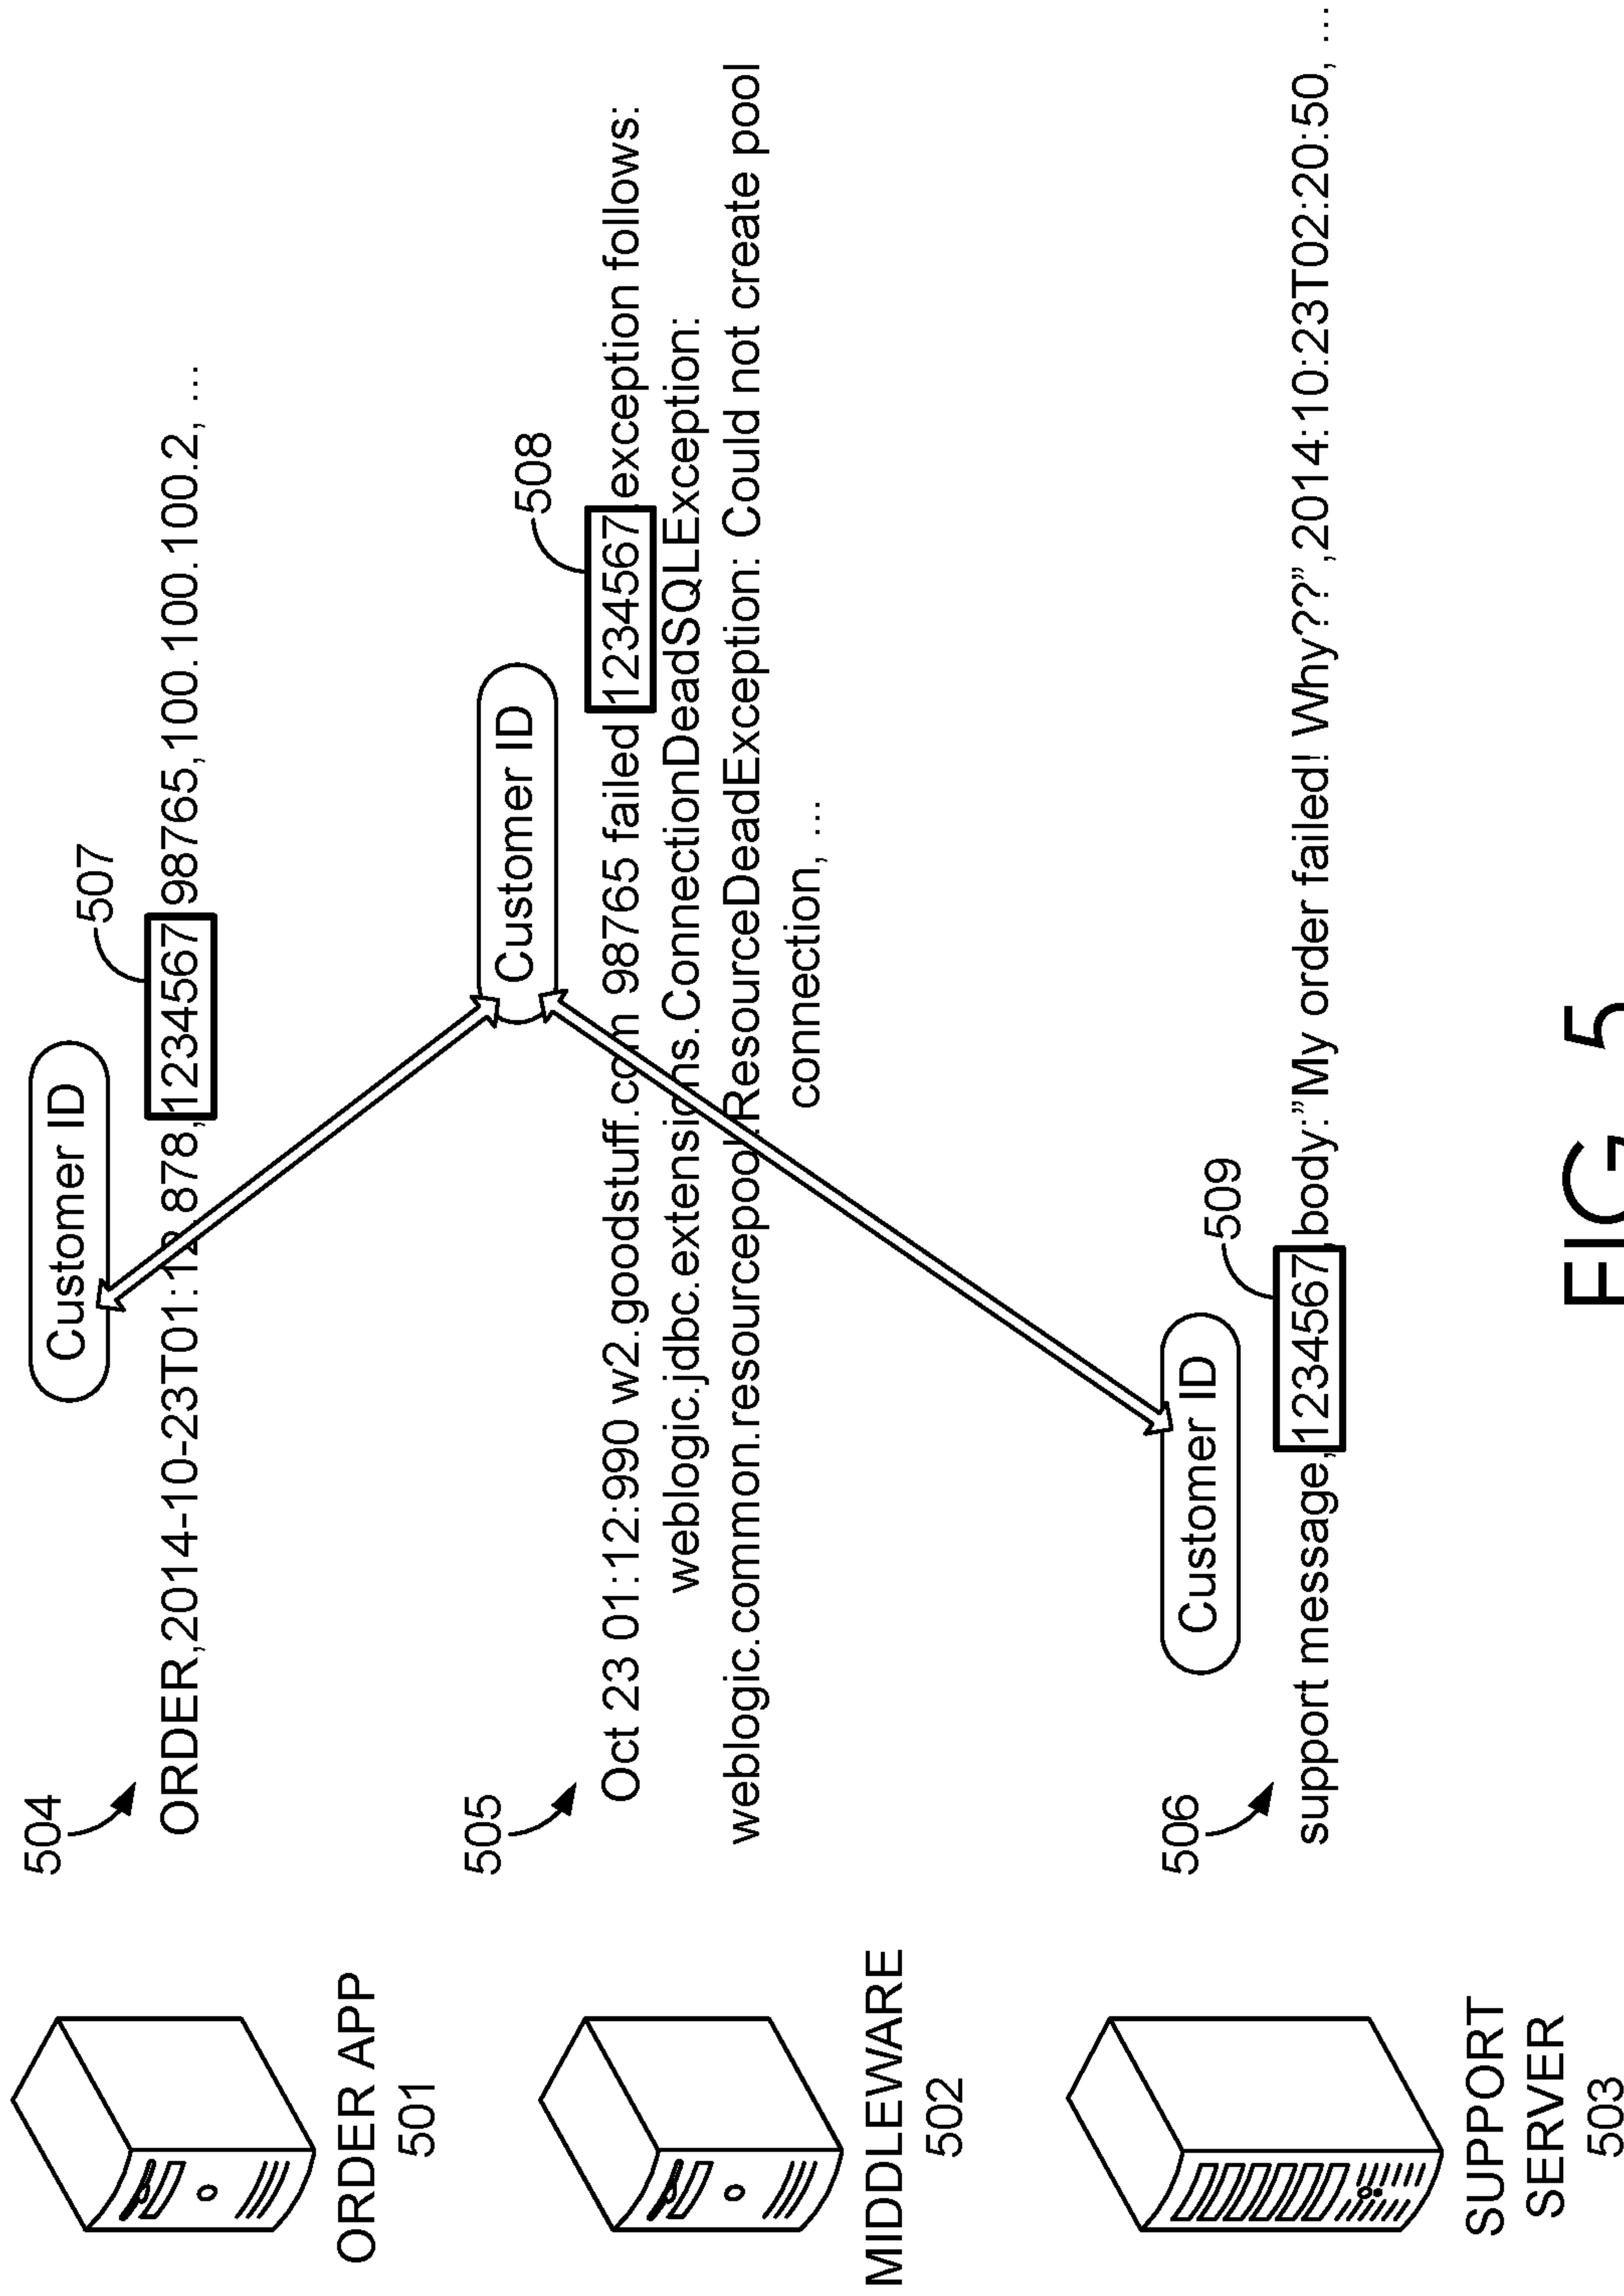 504
Customer ID
507
ORDER,2014-10-23T01:12:878,1234567,98765,100.100.100.2, ...
ORDER APP
501
505
Customer ID
508
Oct 23 01:12:990 w2.goodstuff.com 98765 failed 1234567 exception follows:
weblogic.jdbc.extensions.ConnectionDeadSQLException:
weblogic.common.resourcepool.ResourceDeadException: Could not create pool
connection, ...
MIDDLEWARE
502
506
Customer ID
509
support message,1234567,body:"My order failed! Why??",2014:10:23T02:20:50, ...
SUPPORT
SERVER
503
FIG. 5